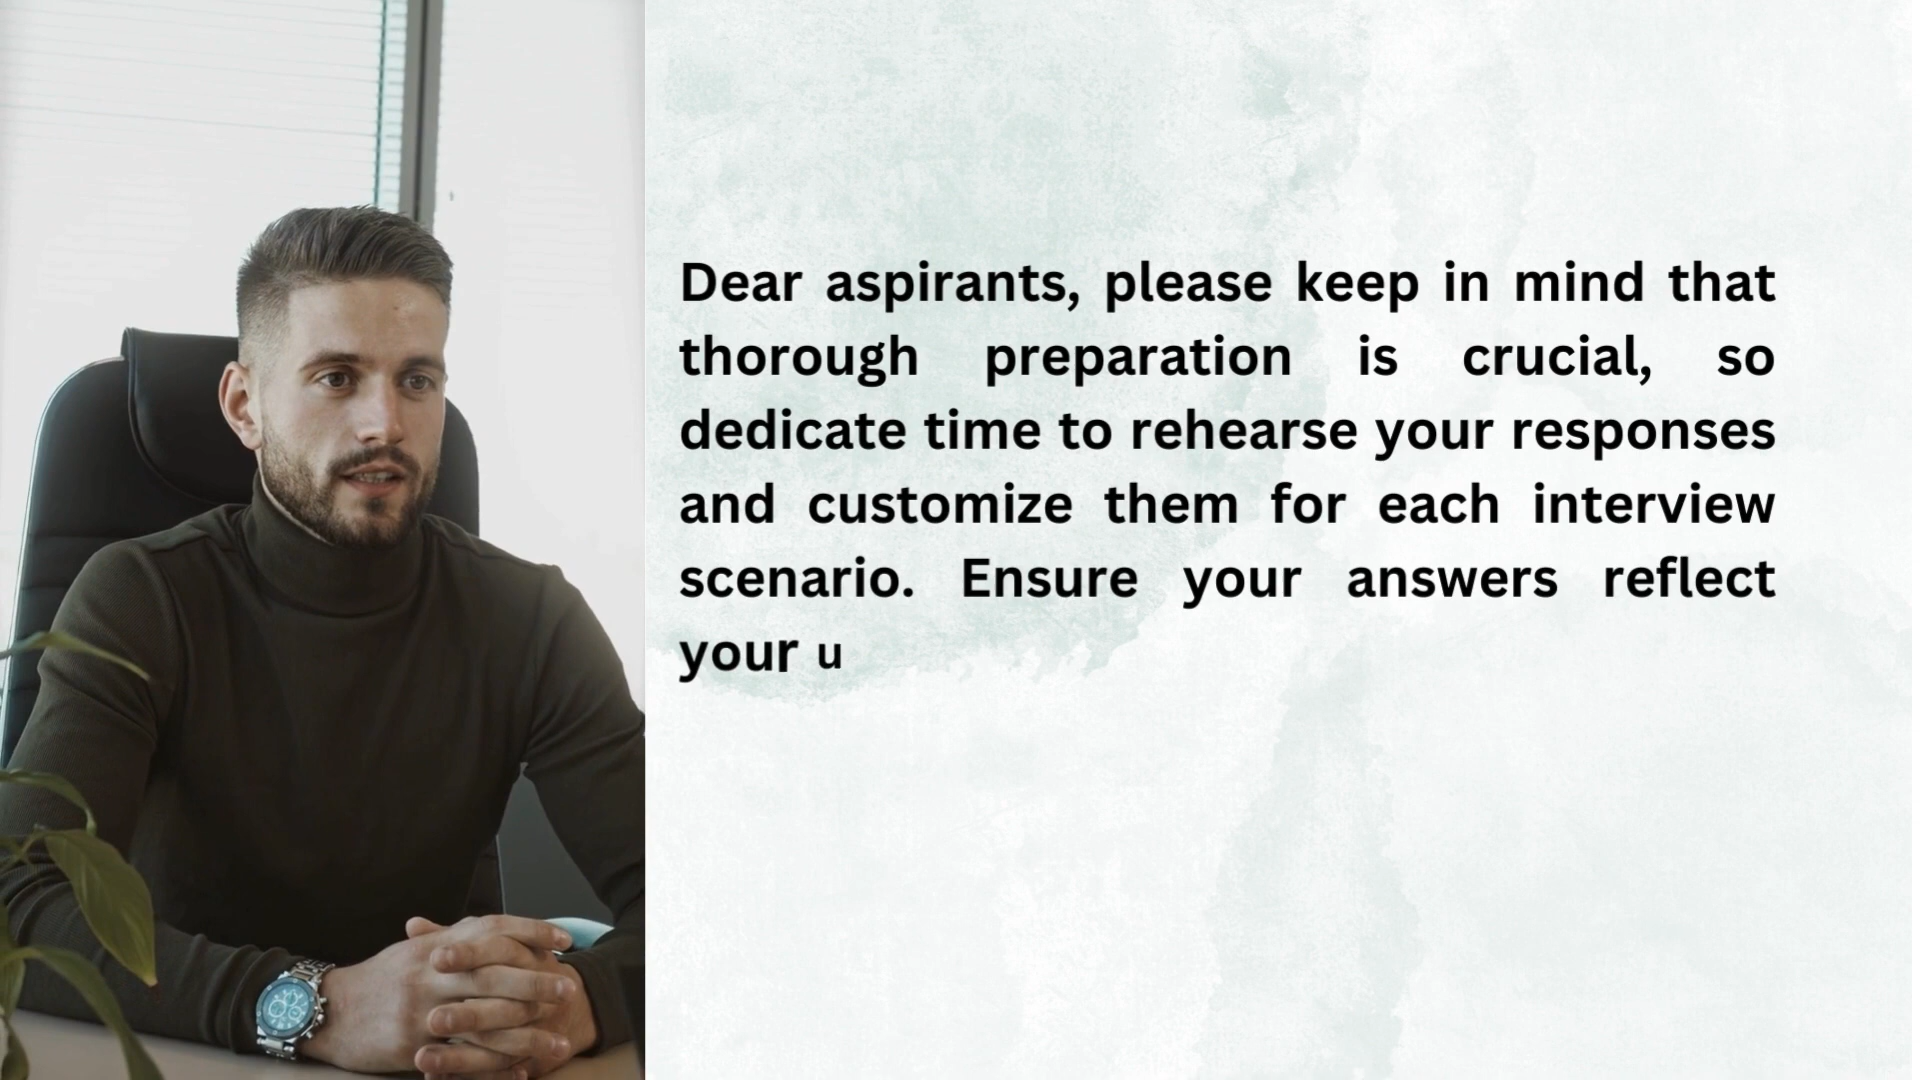 Dear aspirants, please keep in mind that
thorough preparation is crucial, so
dedicate time to rehearse your responses
and customize them for each interview
scenario. Ensure your answers reflect
your u